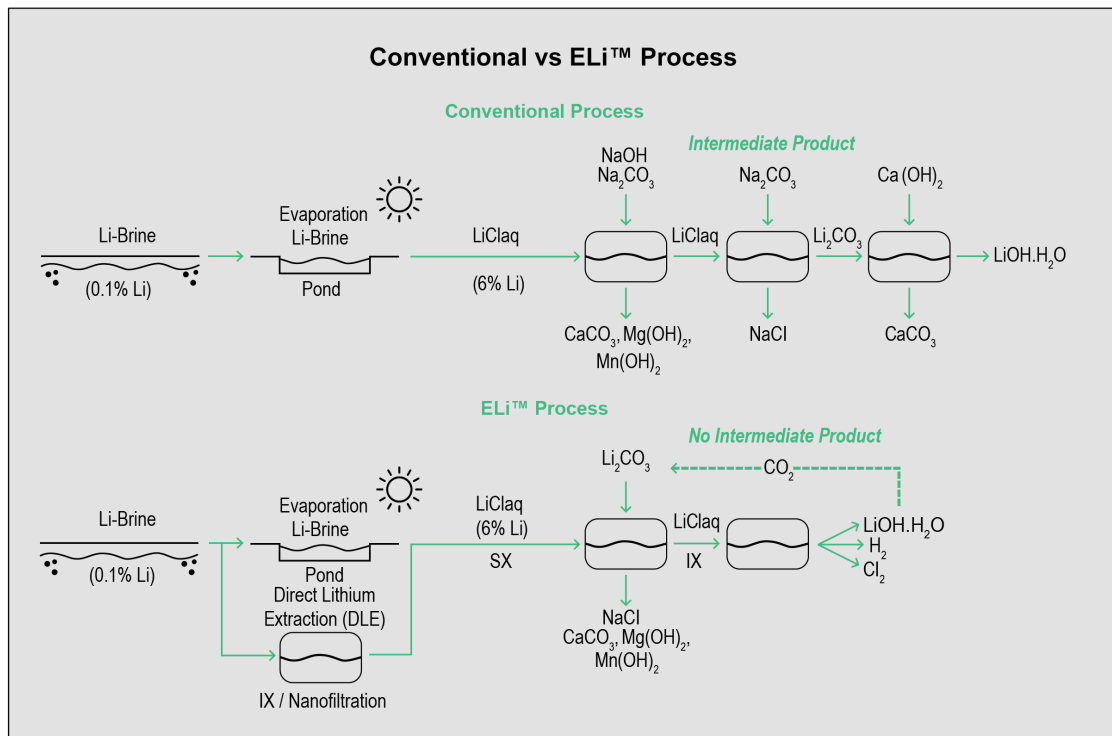 Conventional vs ELi™ Process
Conventional Process
Intermediate Product
NaOH
Na₂CO₃
Na₂CO₃
Ca(OH)₂
Evaporation
Li-Brine
Li-Brine
LiClaq
LiClaq
Li₂CO₃
LiOH.H₂O
(0.1% Li)
Pond
(6% Li)
CaCO₃, Mg(OH)₂,
Mn(OH)₂
NaCl
CaCO₃
ELi™ Process
No Intermediate Product
Li₂CO₃
CO₂
Evaporation
Li-Brine
Li-Brine
LiClaq
(6% Li)
SX
LiClaq
IX
LiOH.H₂O
H₂
Cl₂
(0.1% Li)
Pond
Direct Lithium
Extraction (DLE)
NaCl
CaCO₃, Mg(OH)₂,
Mn(OH)₂
IX / Nanofiltration